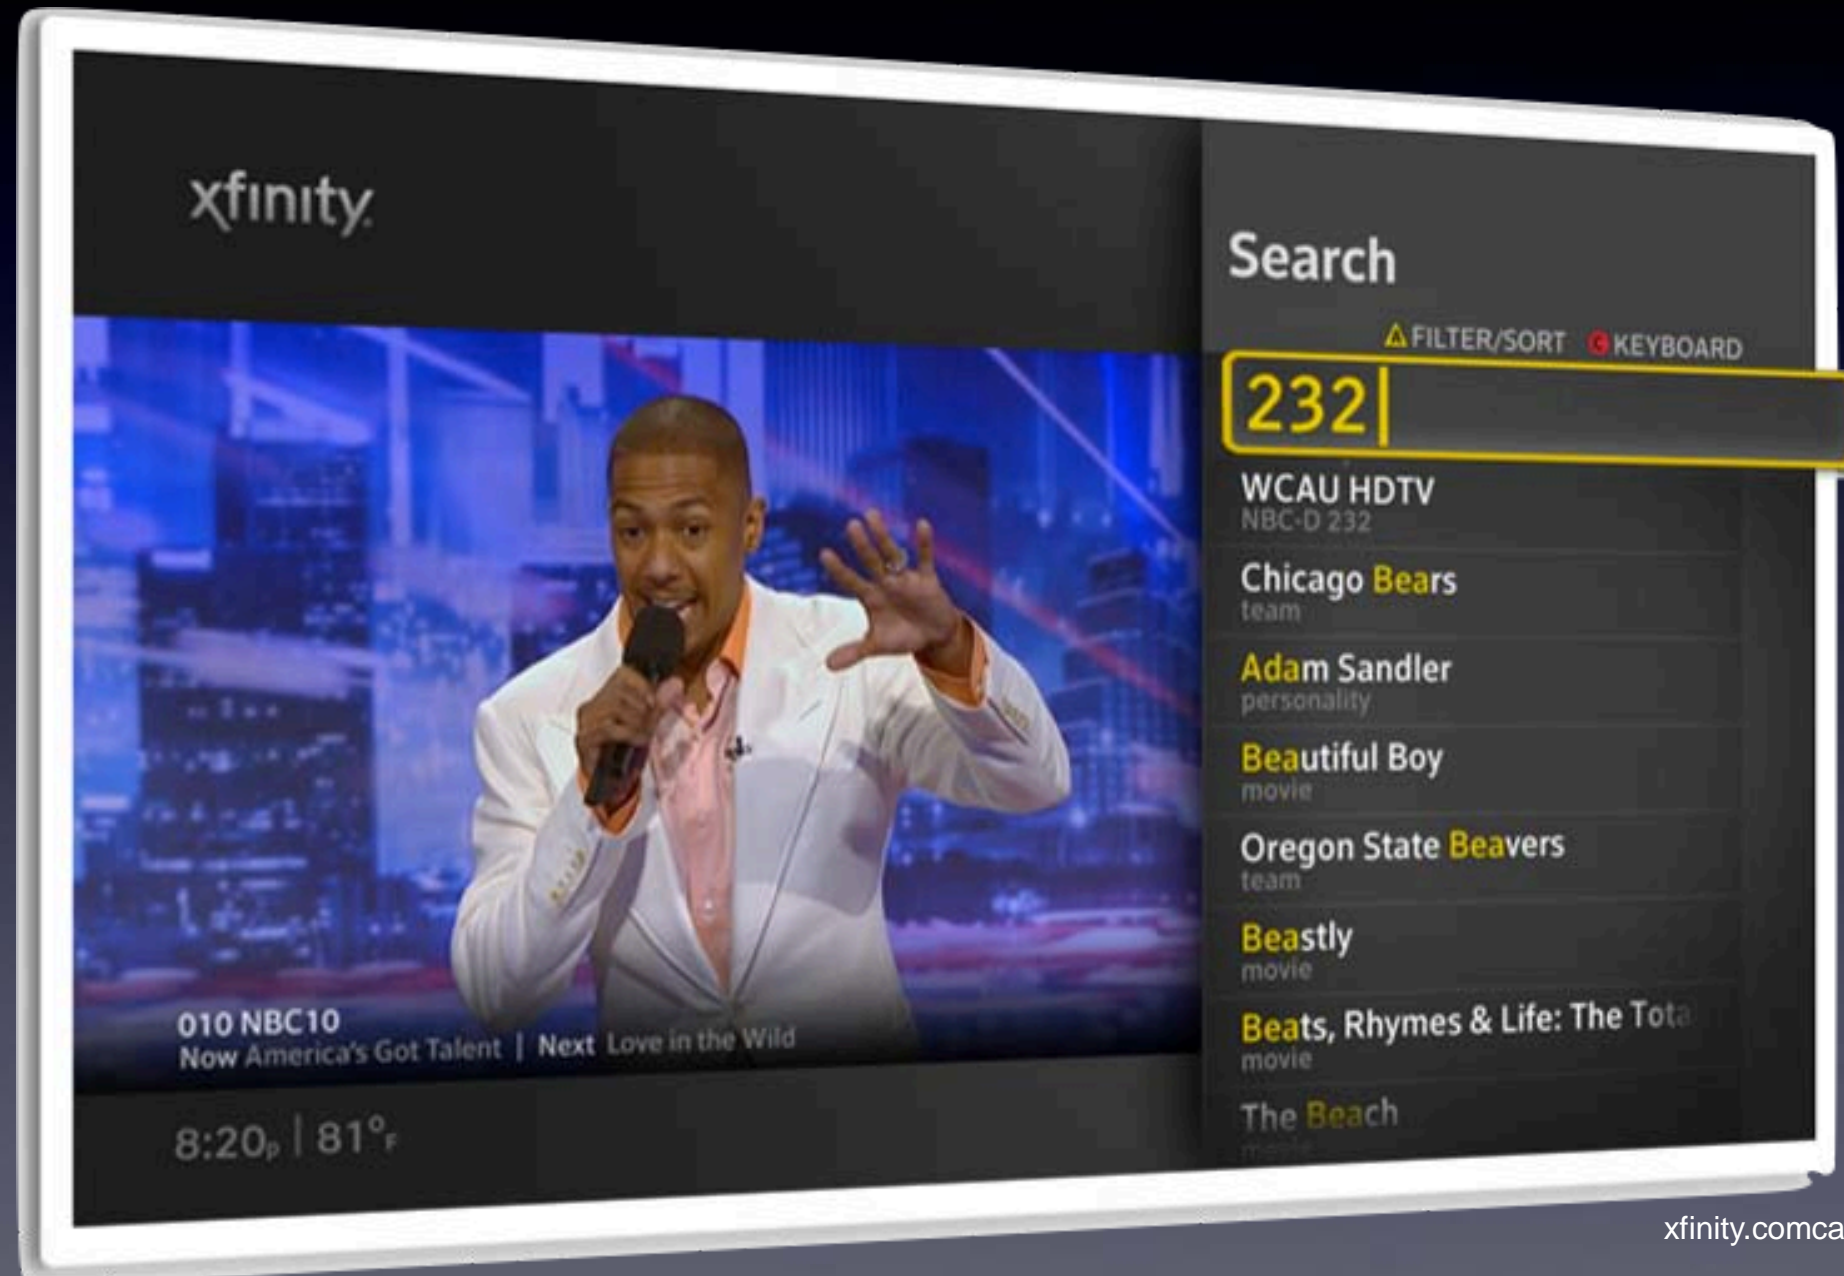 xfinity
Search
A FILTER/SORT C KEYBOARD
232
WCAU HDTV
NBC-D 232
Chicago Bears
team
Adam Sandler
personality
Beautiful Boy
movie
Oregon State Beavers
team
Beastly
movie
Beats, Rhymes & Life: The Tota
movie
The Beach
movie
010 NBC10
Now America's Got Talent | Next Love in the Wild
8:20p | 81°F
xfinity.comca